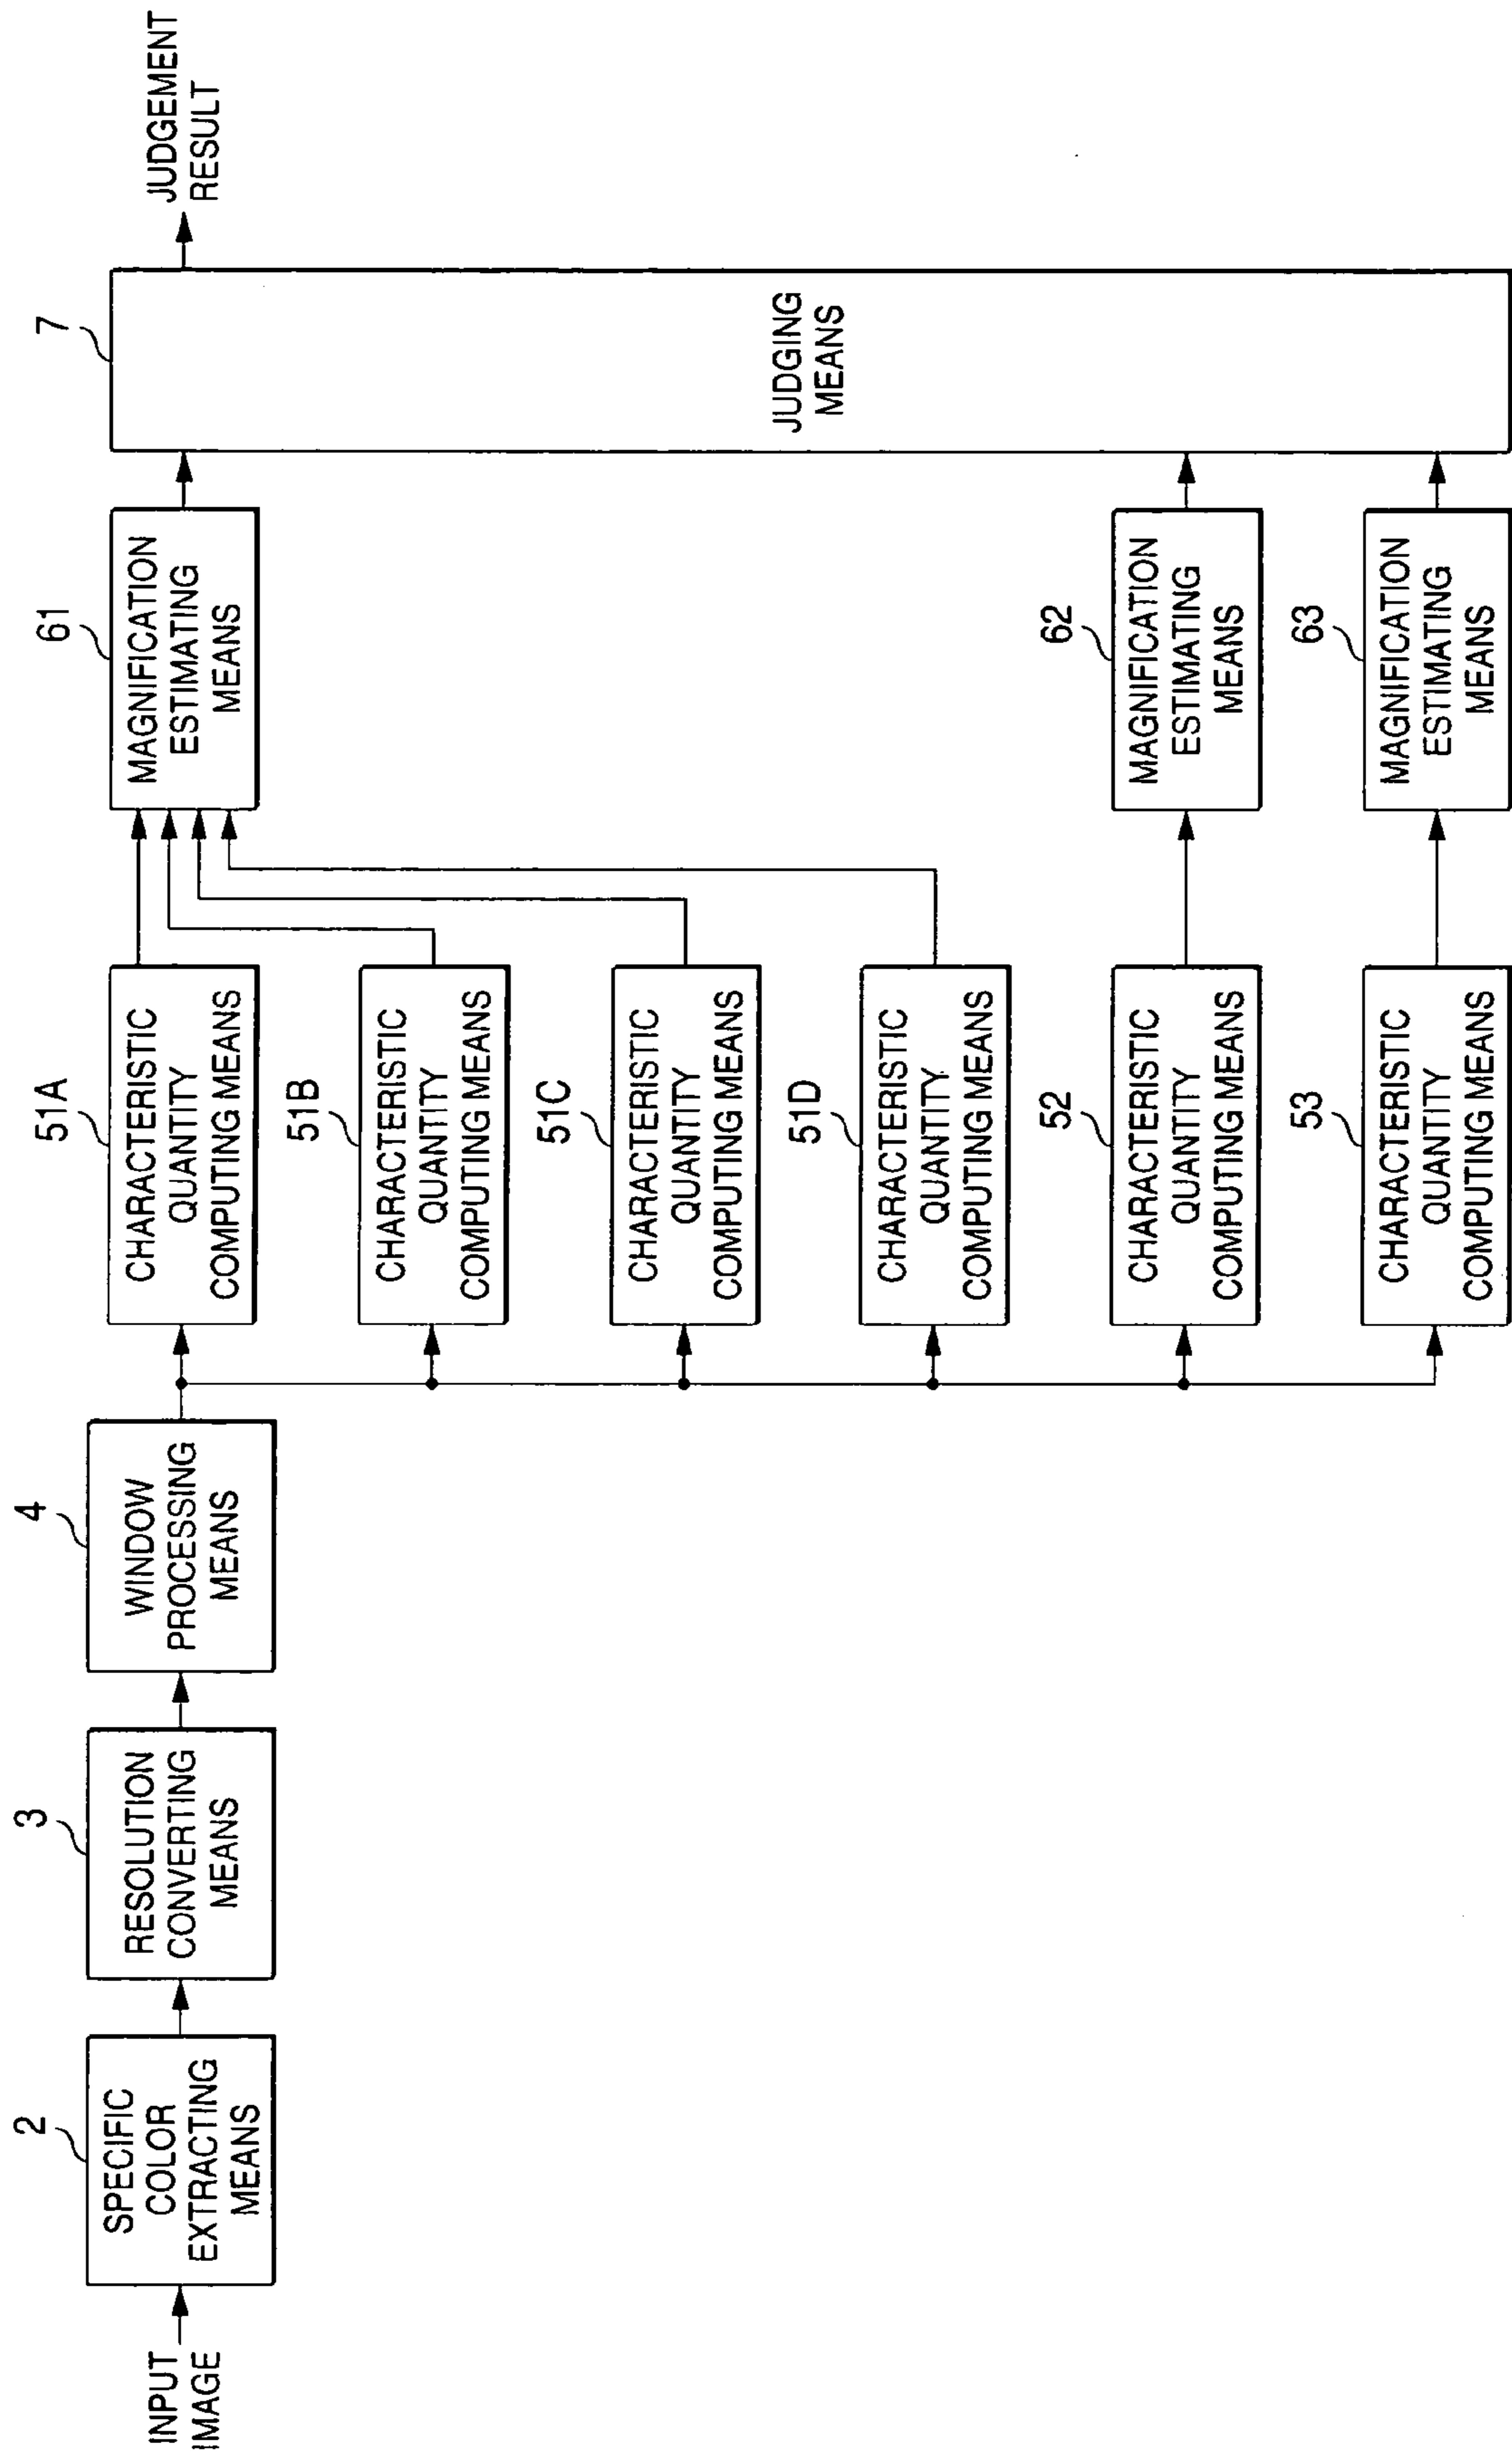 INPUT
IMAGE
2
SPECIFIC
COLOR
EXTRACTING
MEANS
3
RESOLUTION
CONVERTING
MEANS
4
WINDOW
PROCESSING
MEANS
51A
CHARACTERISTIC
QUANTITY
COMPUTING MEANS
51B
CHARACTERISTIC
QUANTITY
COMPUTING MEANS
51C
CHARACTERISTIC
QUANTITY
COMPUTING MEANS
51D
CHARACTERISTIC
QUANTITY
COMPUTING MEANS
52
CHARACTERISTIC
QUANTITY
COMPUTING MEANS
53
CHARACTERISTIC
QUANTITY
COMPUTING MEANS
61
MAGNIFICATION
ESTIMATING
MEANS
62
MAGNIFICATION
ESTIMATING
MEANS
63
MAGNIFICATION
ESTIMATING
MEANS
7
JUDGING
MEANS
JUDGEMENT
RESULT